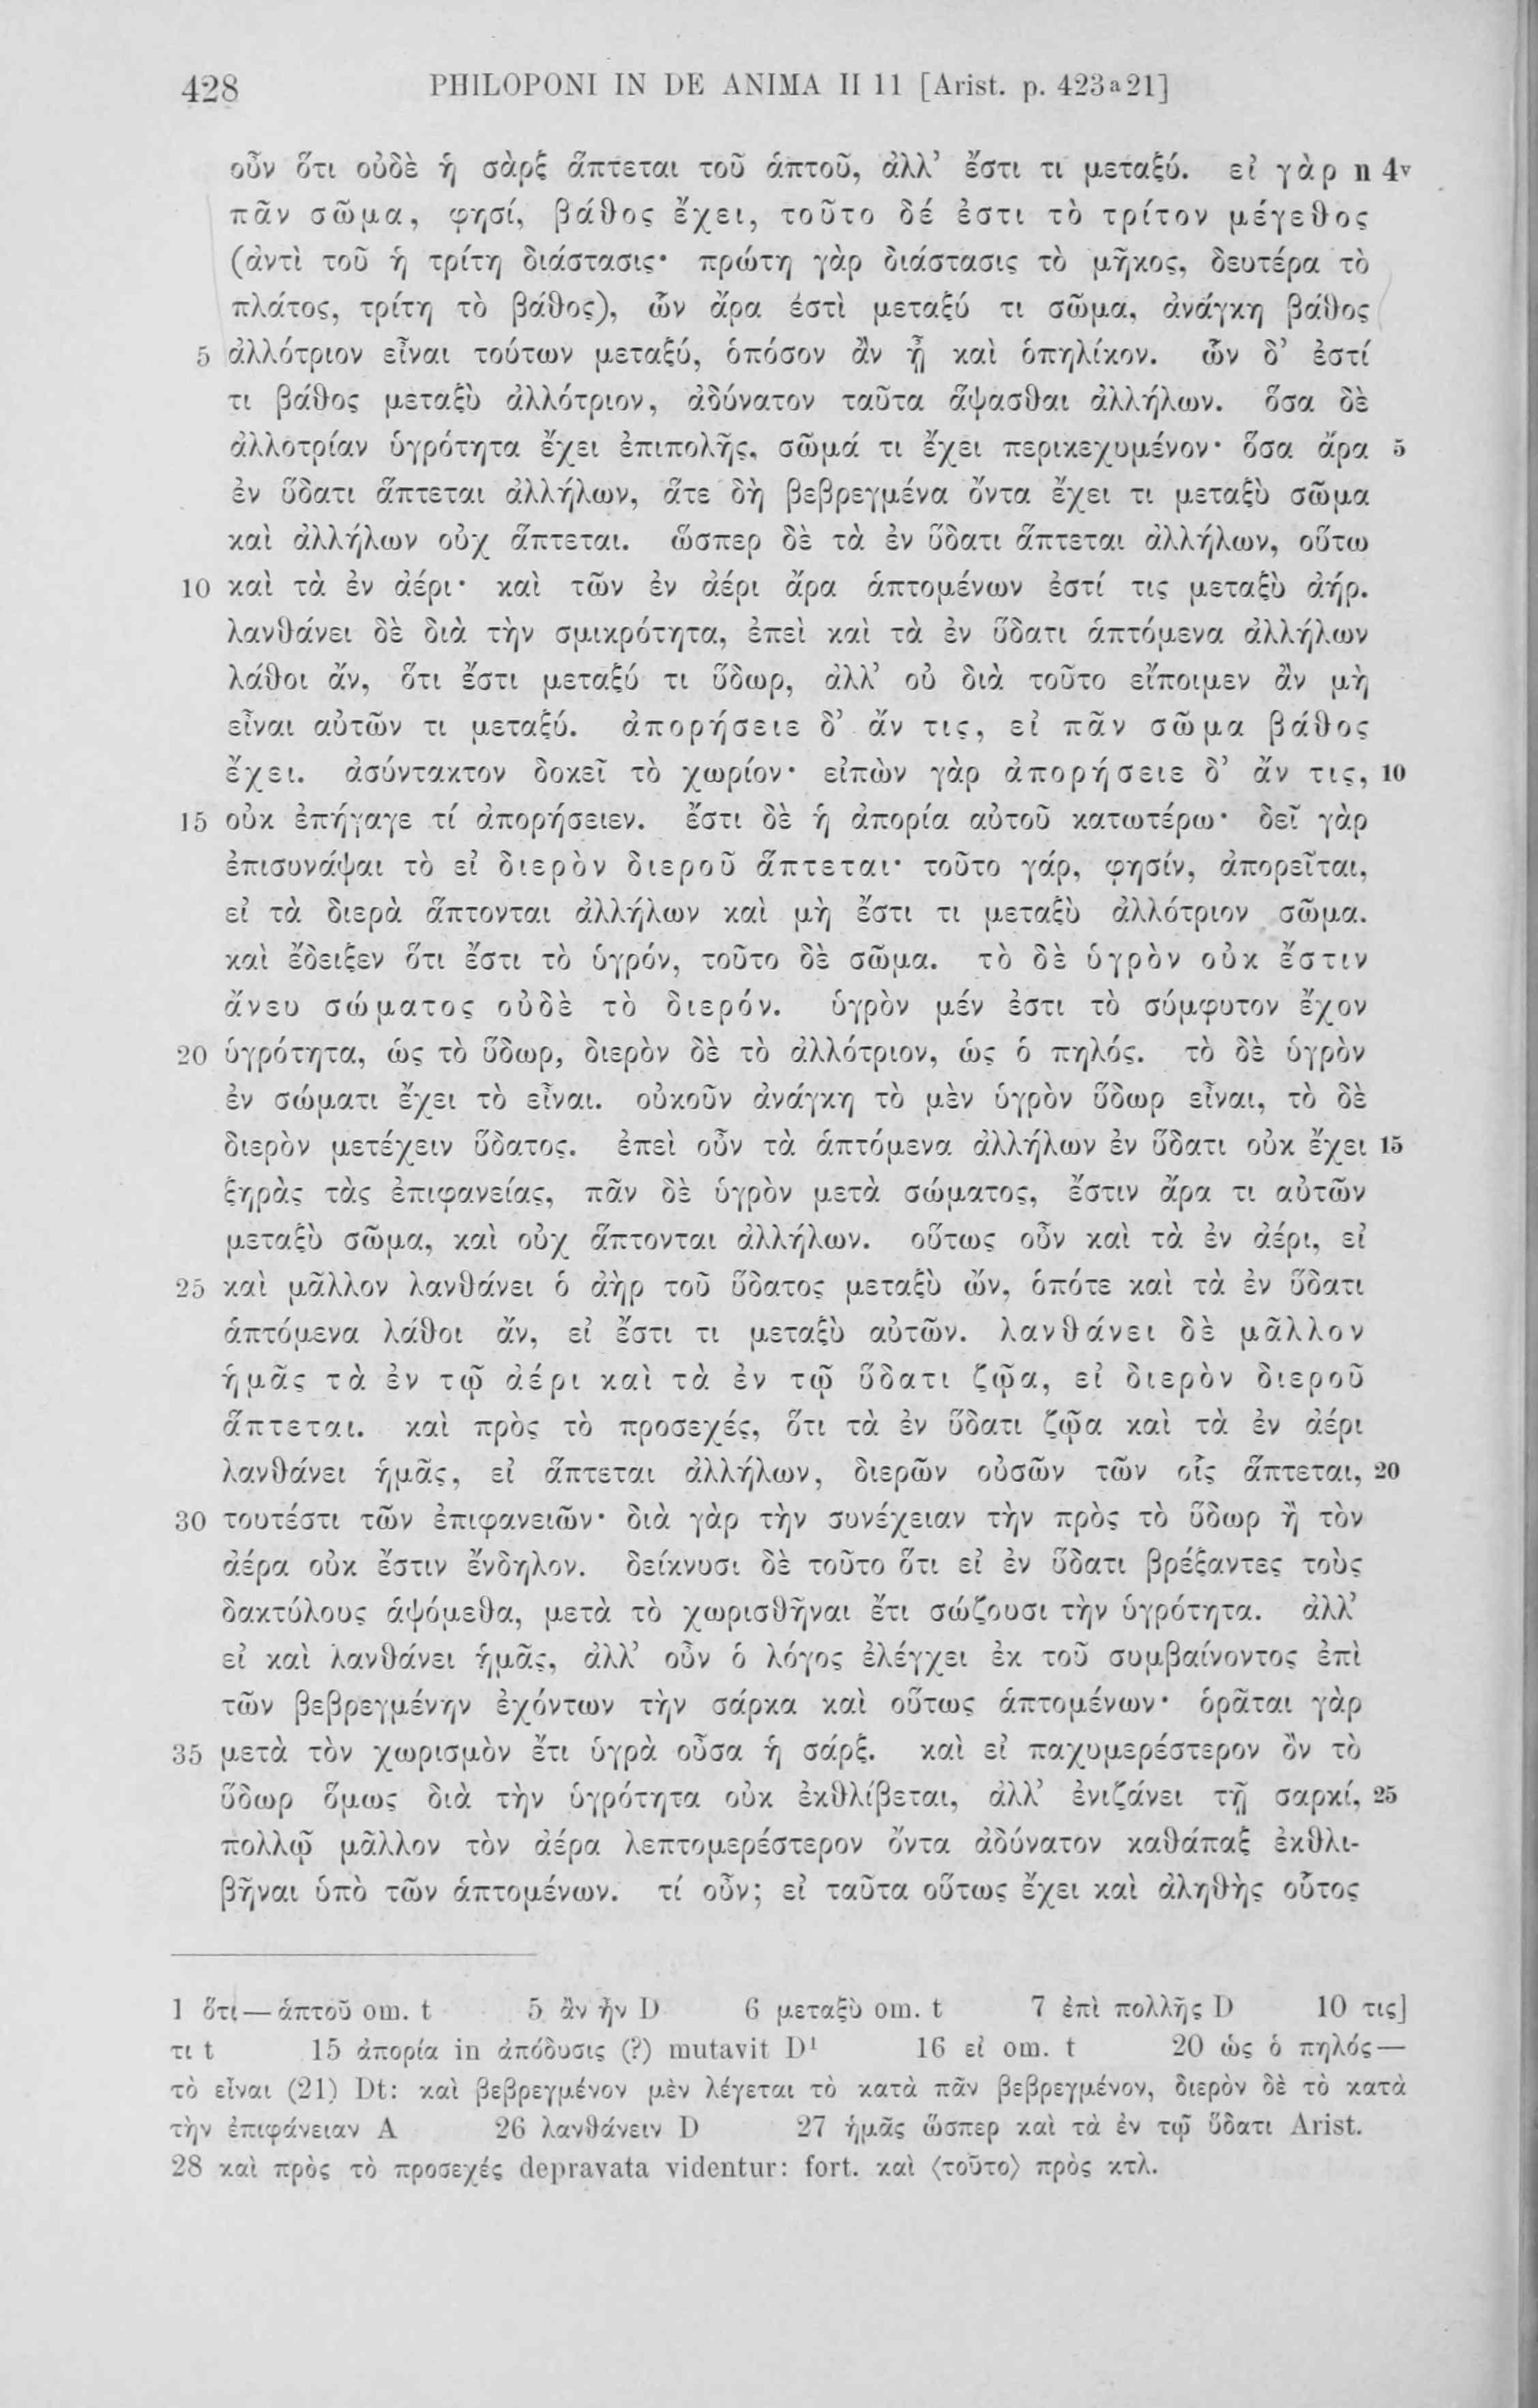 428 PHILOPONI IN DE ANIMA II 11 [Arist. p. 423a21]
οὖν ὅτι οὐδὲ ἡ σὰρξ ἅπτεται τοῦ ἁπτοῦ, ἀλλ’ ἔστι τι μεταξύ. εἰ γὰρ n 4v
πᾶν σῶμα, φησί, βάθος ἔχει, τοῦτο δέ ἐστι τὸ τρίτον μέγεθος
(ἀντὶ τοῦ ἡ τρίτη διάστασις· πρώτη γὰρ διάστασις τὸ μῆκος, δευτέρα τὸ
πλάτος, τρίτη τὸ βάθος), ὧν ἄρα ἐστὶ μεταξύ τι σῶμα, ἀνάγκη βάθος
5 ἀλλότριον εἶναι τούτων μεταξύ, ὁπόσον ἂν ᾖ καὶ ὁπηλίκον. ὧν δ’ ἐστί
τι βάθος μεταξὺ ἀλλότριον, ἀδύνατον ταῦτα ἅψασθαι ἀλλήλων. ὅσα δὲ
ἀλλοτρίαν ὑγρότητα ἔχει ἐπιπολῆς, σῶμά τι ἔχει περικεχυμένον· ὅσα ἄρα 5
ἐν ὕδατι ἅπτεται ἀλλήλων, ἅτε δὴ βεβρεγμένα ὄντα ἔχει τι μεταξὺ σῶμα
καὶ ἀλλήλων οὐχ ἅπτεται. ὥσπερ δὲ τὰ ἐν ὕδατι ἅπτεται ἀλλήλων, οὕτω
10 καὶ τὰ ἐν ἀέρι· καὶ τῶν ἐν ἀέρι ἄρα ἁπτομένων ἐστί τις μεταξὺ ἀήρ.
λανθάνει δὲ διὰ τὴν σμικρότητα, ἐπεὶ καὶ τὰ ἐν ὕδατι ἁπτόμενα ἀλλήλων
λάθοι ἄν, ὅτι ἔστι μεταξύ τι ὕδωρ, ἀλλ’ οὐ διὰ τοῦτο εἴποιμεν ἂν μὴ
εἶναι αὐτῶν τι μεταξύ. ἀπορήσειε δ’ ἄν τις, εἰ πᾶν σῶμα βάθος
ἔχει. ἀσύντακτον δοκεῖ τὸ χωρίον· εἰπὼν γὰρ ἀπορήσειε δ’ ἄν τις, 10
15 οὐκ ἐπήγαγε τί ἀπορήσειεν. ἔστι δὲ ἡ ἀπορία αὐτοῦ κατωτέρω· δεῖ γὰρ
ἐπισυνάψαι τὸ εἰ διερὸν διεροῦ ἅπτεται· τοῦτο γάρ, φησίν, ἀπορεῖται,
εἰ τὰ διερὰ ἅπτονται ἀλλήλων καὶ μὴ ἔστι τι μεταξὺ ἀλλότριον σῶμα.
καὶ ἔδειξεν ὅτι ἔστι τὸ ὑγρόν, τοῦτο δὲ σῶμα. τὸ δὲ ὑγρὸν οὐκ ἔστιν
ἄνευ σώματος οὐδὲ τὸ διερόν. ὑγρὸν μέν ἐστι τὸ σύμφυτον ἔχον
20 ὑγρότητα, ὡς τὸ ὕδωρ, διερὸν δὲ τὸ ἀλλότριον, ὡς ὁ πηλός. τὸ δὲ ὑγρὸν
ἐν σώματι ἔχει τὸ εἶναι. οὐκοῦν ἀνάγκη τὸ μὲν ὑγρὸν ὕδωρ εἶναι, τὸ δὲ
διερὸν μετέχειν ὕδατος. ἐπεὶ οὖν τὰ ἁπτόμενα ἀλλήλων ἐν ὕδατι οὐκ ἔχει 15
ξηρὰς τὰς ἐπιφανείας, πᾶν δὲ ὑγρὸν μετὰ σώματος, ἔστιν ἄρα τι αὐτῶν
μεταξὺ σῶμα, καὶ οὐχ ἅπτονται ἀλλήλων. οὕτως οὖν καὶ τὰ ἐν ἀέρι, εἰ
25 καὶ μᾶλλον λανθάνει ὁ ἀὴρ τοῦ ὕδατος μεταξὺ ὤν, ὁπότε καὶ τὰ ἐν ὕδατι
ἁπτόμενα λάθοι ἄν, εἰ ἔστι τι μεταξὺ αὐτῶν. λανθάνει δὲ μᾶλλον
ἡμᾶς τὰ ἐν τῷ ἀέρι καὶ τὰ ἐν τῷ ὕδατι ζῷα, εἰ διερὸν διεροῦ
ἅπτεται. καὶ πρὸς τὸ προσεχές, ὅτι τὰ ἐν ὕδατι ζῷα καὶ τὰ ἐν ἀέρι
λανθάνει ἡμᾶς, εἰ ἅπτεται ἀλλήλων, διερῶν οὐσῶν τῶν οἷς ἅπτεται, 20
30 τουτέστι τῶν ἐπιφανειῶν· διὰ γὰρ τὴν συνέχειαν τὴν πρὸς τὸ ὕδωρ ἢ τὸν
ἀέρα οὐκ ἔστιν ἔνδηλον. δείκνυσι δὲ τοῦτο ὅτι εἰ ἐν ὕδατι βρέξαντες τοὺς
δακτύλους ἁψόμεθα, μετὰ τὸ χωρισθῆναι ἔτι σώζουσι τὴν ὑγρότητα. ἀλλ’
εἰ καὶ λανθάνει ἡμᾶς, ἀλλ’ οὖν ὁ λόγος ἐλέγχει ἐκ τοῦ συμβαίνοντος ἐπὶ
τῶν βεβρεγμένην ἐχόντων τὴν σάρκα καὶ οὕτως ἁπτομένων· ὁρᾶται γὰρ
35 μετὰ τὸν χωρισμὸν ἔτι ὑγρὰ οὖσα ἡ σάρξ. καὶ εἰ παχυμερέστερον ὂν τὸ
ὕδωρ ὅμως διὰ τὴν ὑγρότητα οὐκ ἐκθλίβεται, ἀλλ’ ἐνιζάνει τῇ σαρκί, 25
πολλῷ μᾶλλον τὸν ἀέρα λεπτομερέστερον ὄντα ἀδύνατον καθάπαξ ἐκθλι-
βῆναι ὑπὸ τῶν ἁπτομένων. τί οὖν; εἰ ταῦτα οὕτως ἔχει καὶ ἀληθὴς οὗτος
1 ὅτι—ἁπτοῦ om. t 5 ἂν ἦν D 6 μεταξὺ om. t 7 ἐπὶ πολλῆς D 10 τις]
τι t 15 ἀπορία in ἀπόδυσις (?) mutavit D¹ 16 εἰ om. t 20 ὡς ὁ πηλός—
τὸ εἶναι (21) Dt: καὶ βεβρεγμένον μὲν λέγεται τὸ κατὰ πᾶν βεβρεγμένον, διερὸν δὲ τὸ κατὰ
τὴν ἐπιφάνειαν A 26 λανθάνειν D 27 ἡμᾶς ὥσπερ καὶ τὰ ἐν τῷ ὕδατι Arist.
28 καὶ πρὸς τὸ προσεχές depravata videntur: fort. καὶ ⟨τοῦτο⟩ πρὸς κτλ.